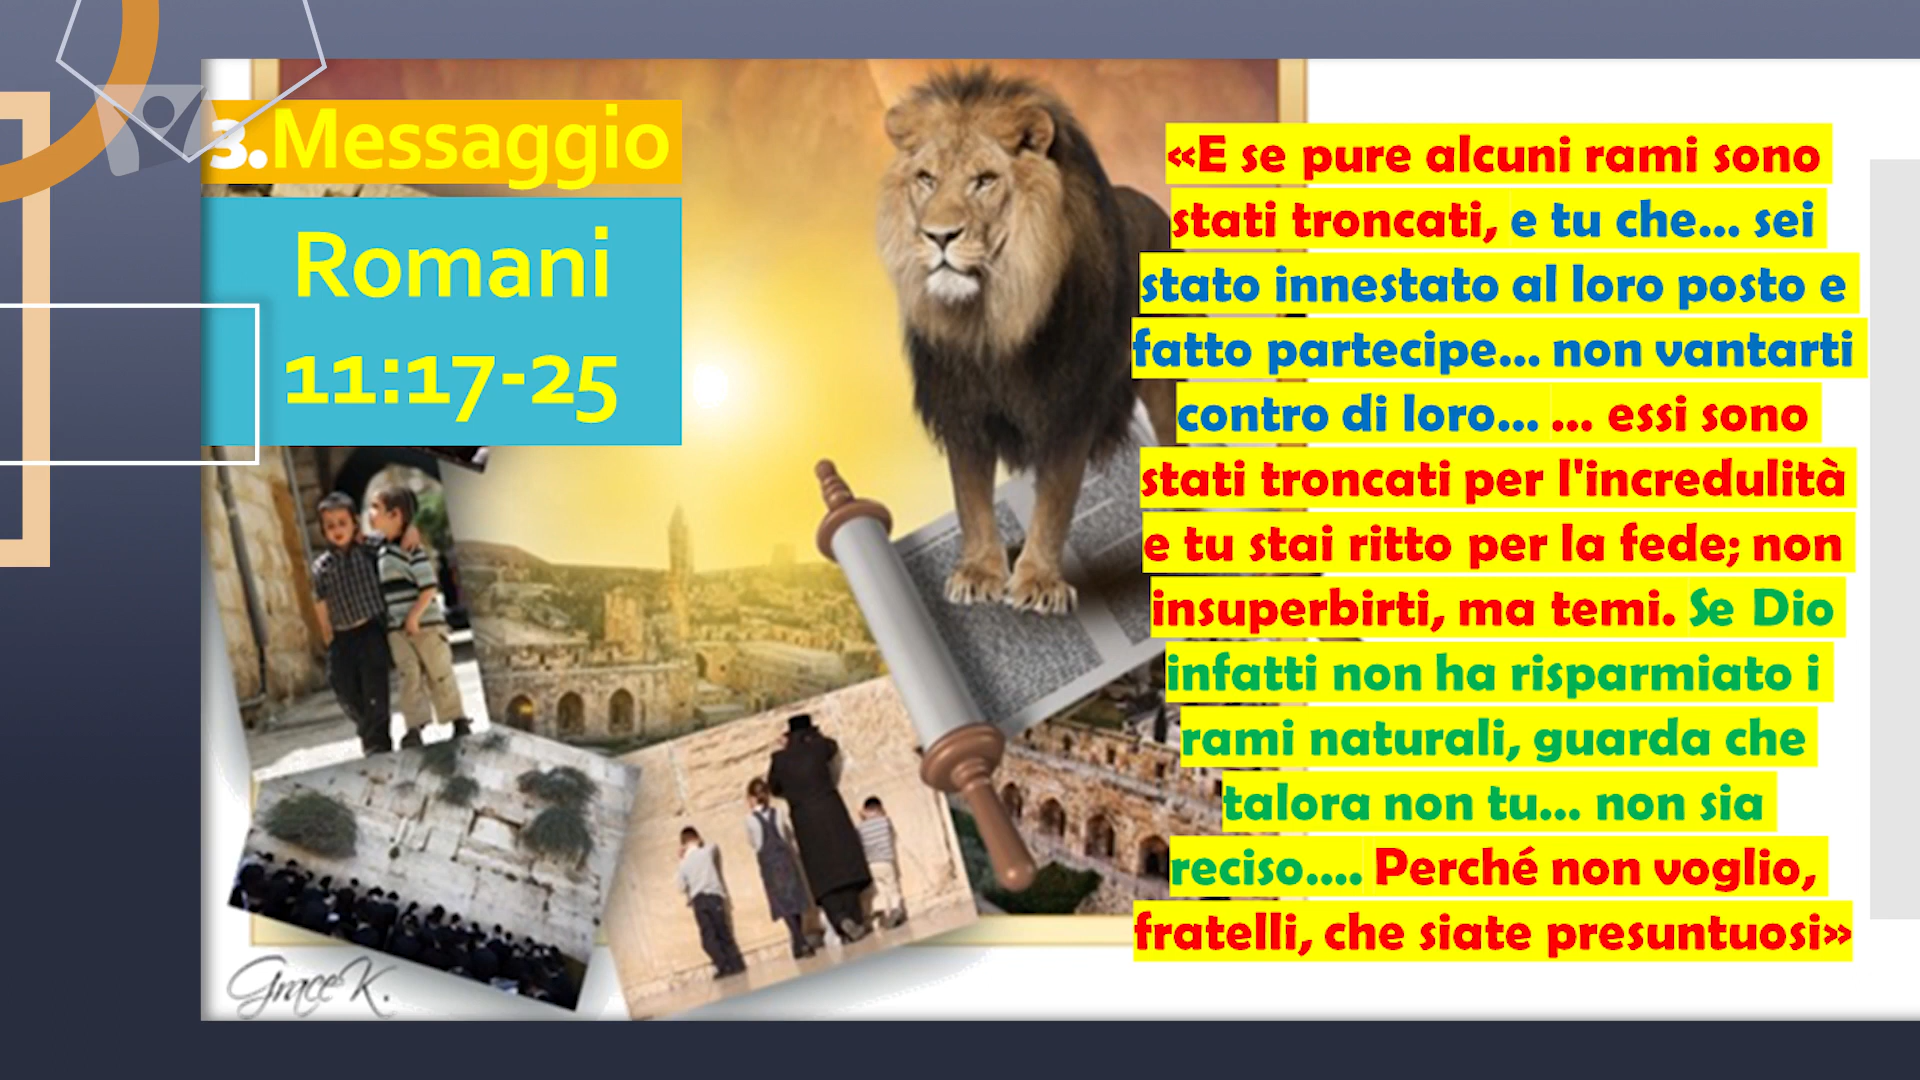 3.Messaggio
Romani
11:17-25
«E se pure alcuni rami sono
stati troncati, e tu che... sei
stato innestato al loro posto e
fatto partecipe... non vantarti
contro di loro... ... essi sono
stati troncati per l'incredulità
e tu stai ritto per la fede; non
insuperbirti, ma temi. Se Dio
infatti non ha risparmiato i
rami naturali, guarda che
talora non tu... non sia
reciso.... Perché non voglio,
fratelli, che siate presuntuosi»
Grace K.